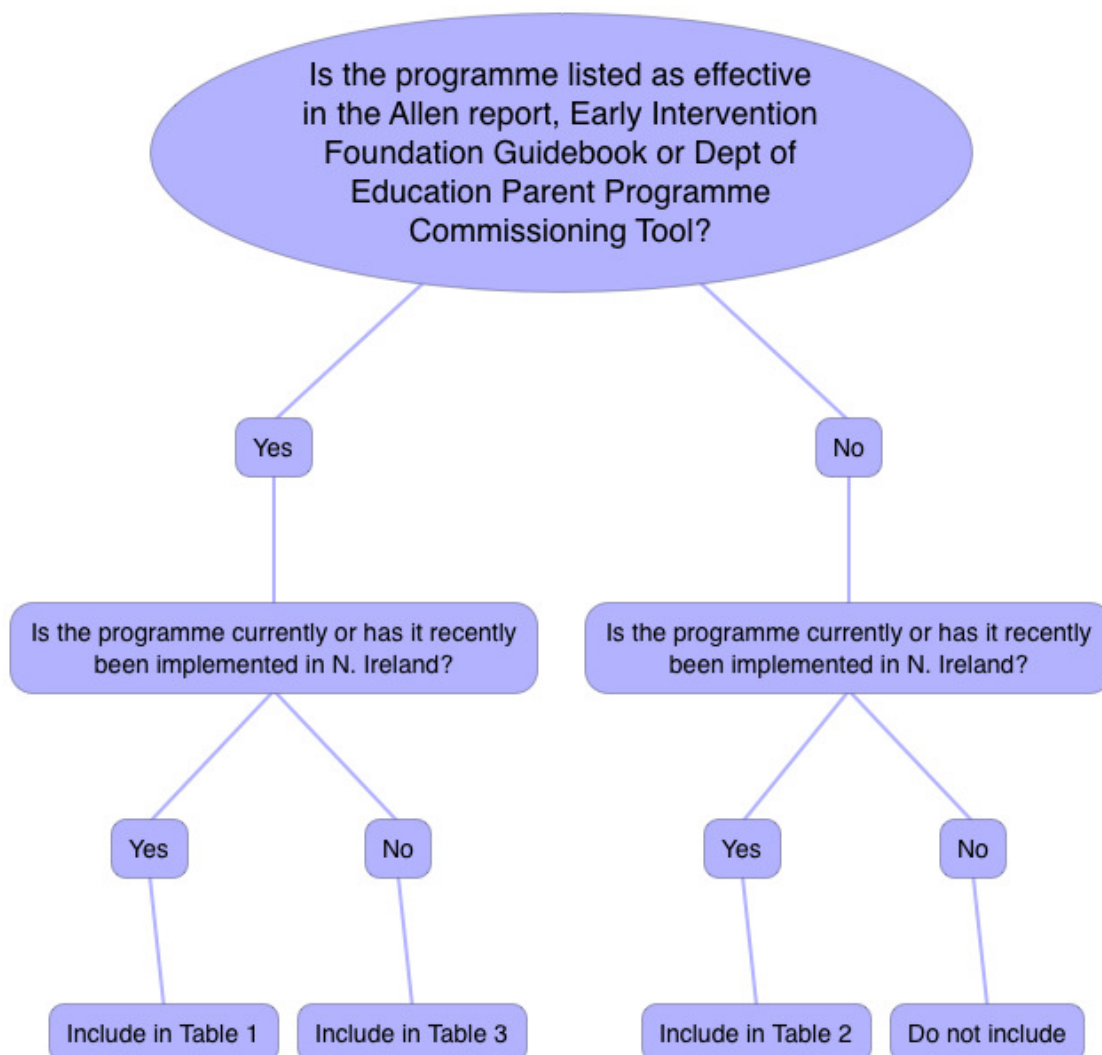 Is the programme listed as effective
in the Allen report, Early Intervention
Foundation Guidebook or Dept of
Education Parent Programme
Commissioning Tool?
Yes
No
Is the programme currently or has it recently
been implemented in N. Ireland?
Is the programme currently or has it recently
been implemented in N. Ireland?
Yes
No
Yes
No
Include in Table 1
Include in Table 3
Include in Table 2
Do not include